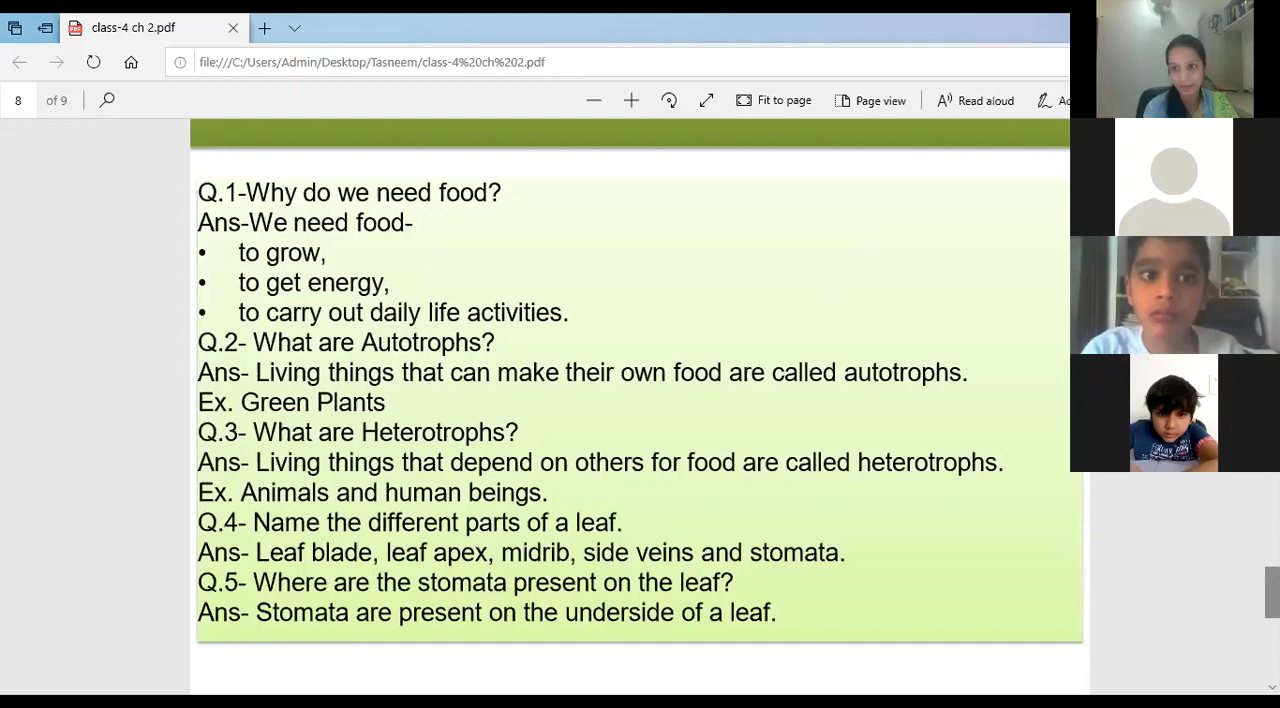 class-4 ch 2.pdf
file:///C:/Users/Admin/Desktop/Tasneem/class-4%20ch%202.pdf
8 of 9 Fit to page Page view Read aloud
Q.1-Why do we need food?
Ans-We need food-
• to grow,
• to get energy,
• to carry out daily life activities.
Q.2- What are Autotrophs?
Ans- Living things that can make their own food are called autotrophs.
Ex. Green Plants
Q.3- What are Heterotrophs?
Ans- Living things that depend on others for food are called heterotrophs.
Ex. Animals and human beings.
Q.4- Name the different parts of a leaf.
Ans- Leaf blade, leaf apex, midrib, side veins and stomata.
Q.5- Where are the stomata present on the leaf?
Ans- Stomata are present on the underside of a leaf.